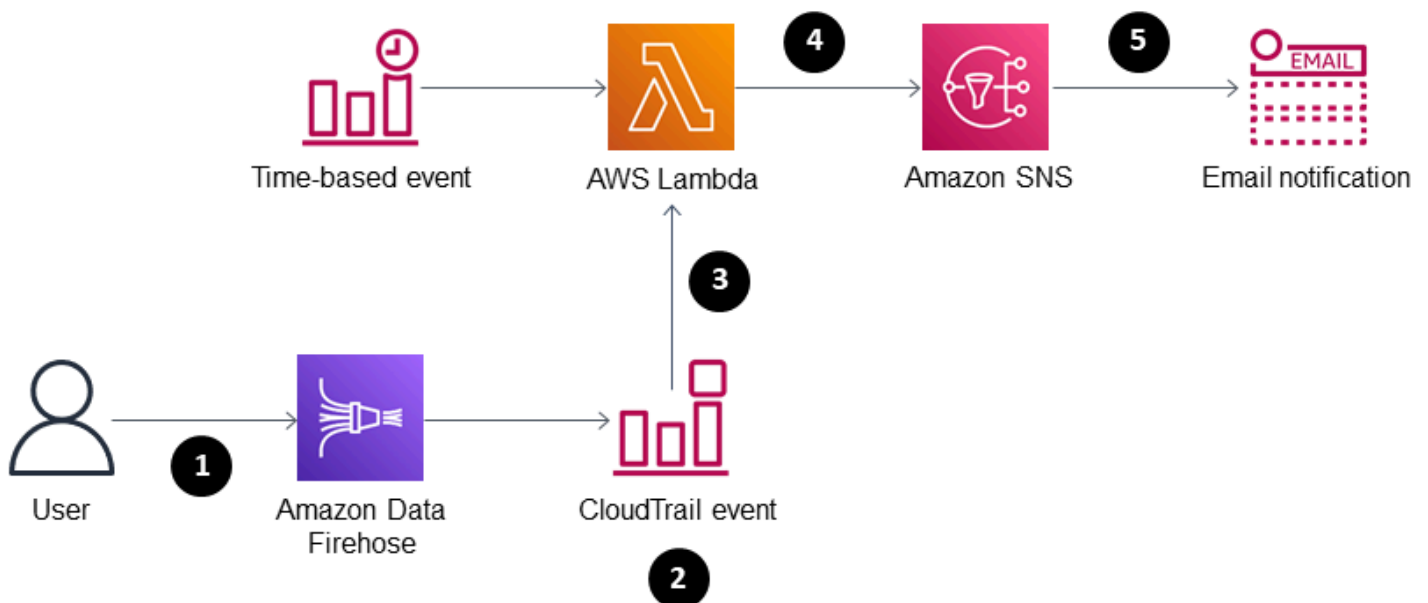 4
5
EMAIL
Time-based event
AWS Lambda
Amazon SNS
Email notification
3
1
User
Amazon Data
Firehose
CloudTrail event
2